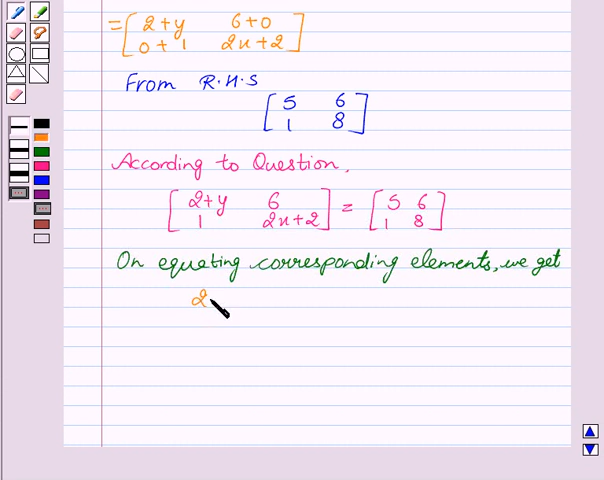 = [ 2+y 6+0
0+1 2x+2 ]
From R.H.S
[ 5 6
1 8 ]
According to Question,
[ 2+y 6
1 2x+2 ] = [ 5 6
1 8 ]
On equating corresponding elements, we get
2